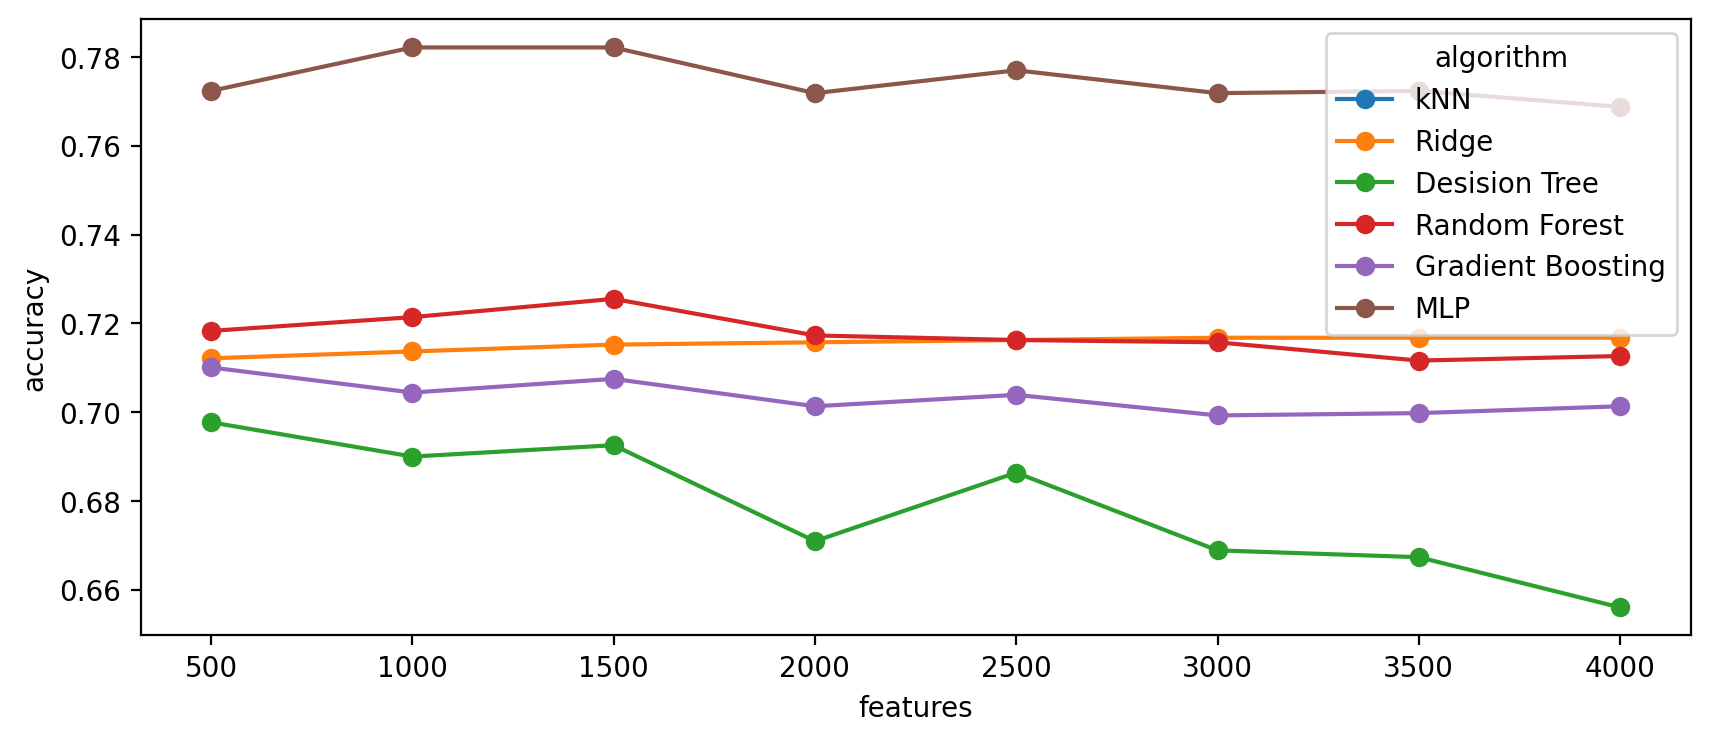 accuracy
0.78
0.76
0.74
0.72
0.70
0.68
0.66
algorithm
kNN
Ridge
Desision Tree
Random Forest
Gradient Boosting
MLP
500 1000 1500 2000 2500 3000 3500 4000
features